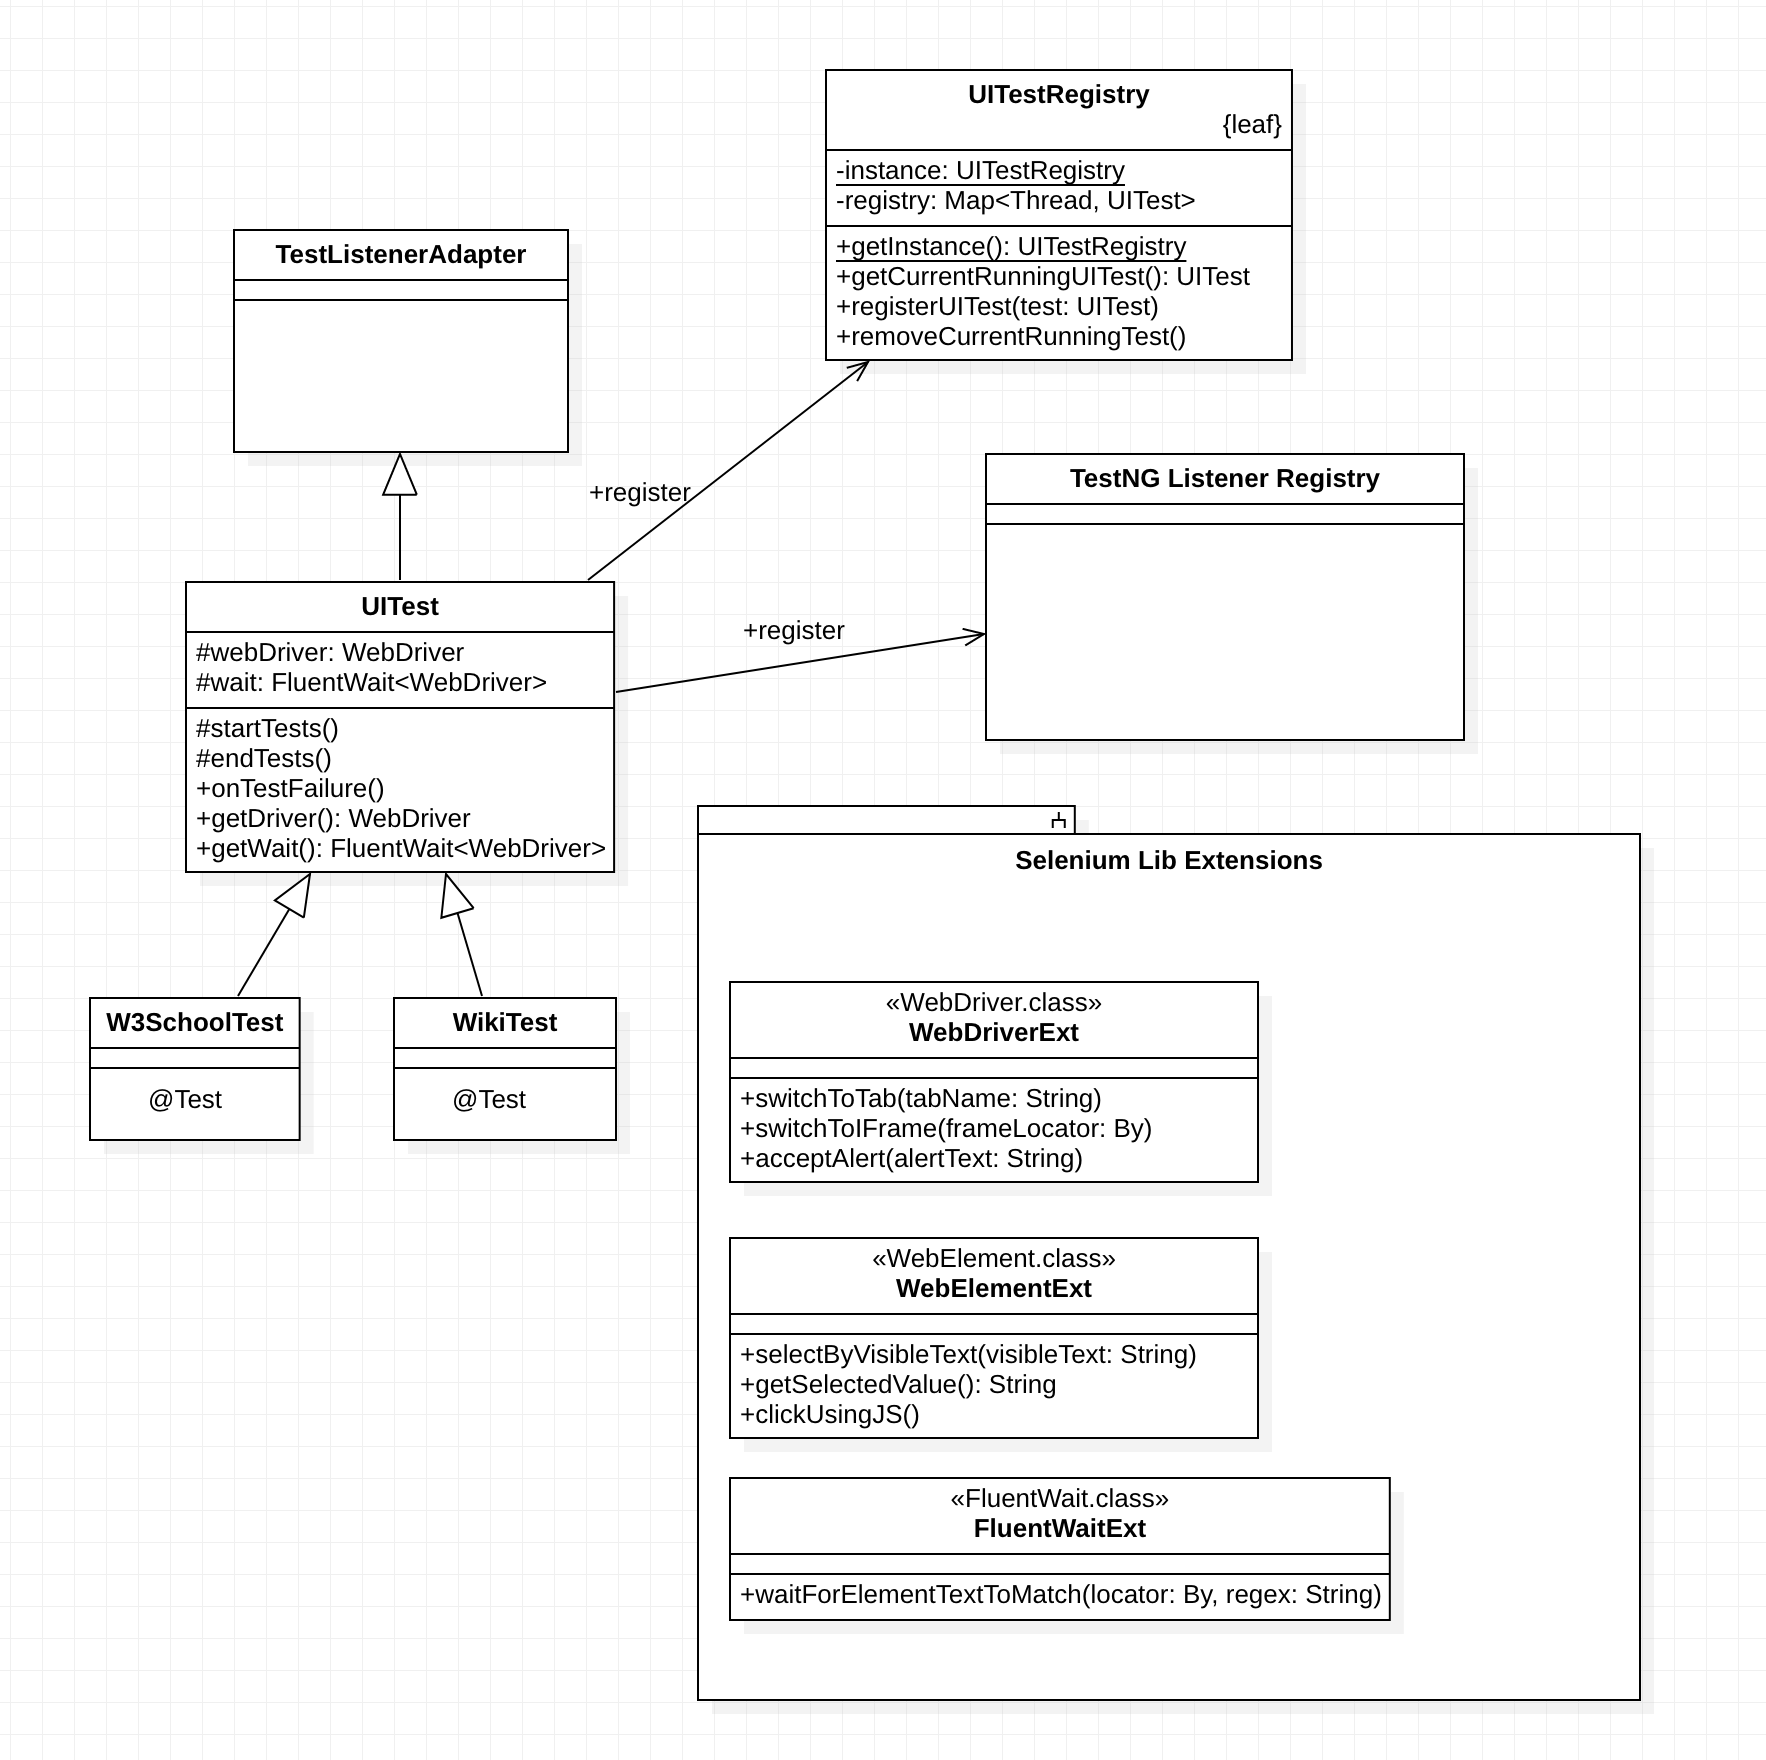 UITestRegistry
{leaf}
-instance: UITestRegistry
-registry: Map<Thread, UITest>
+getInstance(): UITestRegistry
+getCurrentRunningUITest(): UITest
+registerUITest(test: UITest)
+removeCurrentRunningTest()
TestListenerAdapter
+register
TestNG Listener Registry
+register
UITest
#webDriver: WebDriver
#wait: FluentWait<WebDriver>
#startTests()
#endTests()
+onTestFailure()
+getDriver(): WebDriver
+getWait(): FluentWait<WebDriver>
W3SchoolTest
@Test
WikiTest
@Test
Selenium Lib Extensions
«WebDriver.class»
WebDriverExt
+switchToTab(tabName: String)
+switchToIFrame(frameLocator: By)
+acceptAlert(alertText: String)
«WebElement.class»
WebElementExt
+selectByVisibleText(visibleText: String)
+getSelectedValue(): String
+clickUsingJS()
«FluentWait.class»
FluentWaitExt
+waitForElementTextToMatch(locator: By, regex: String)